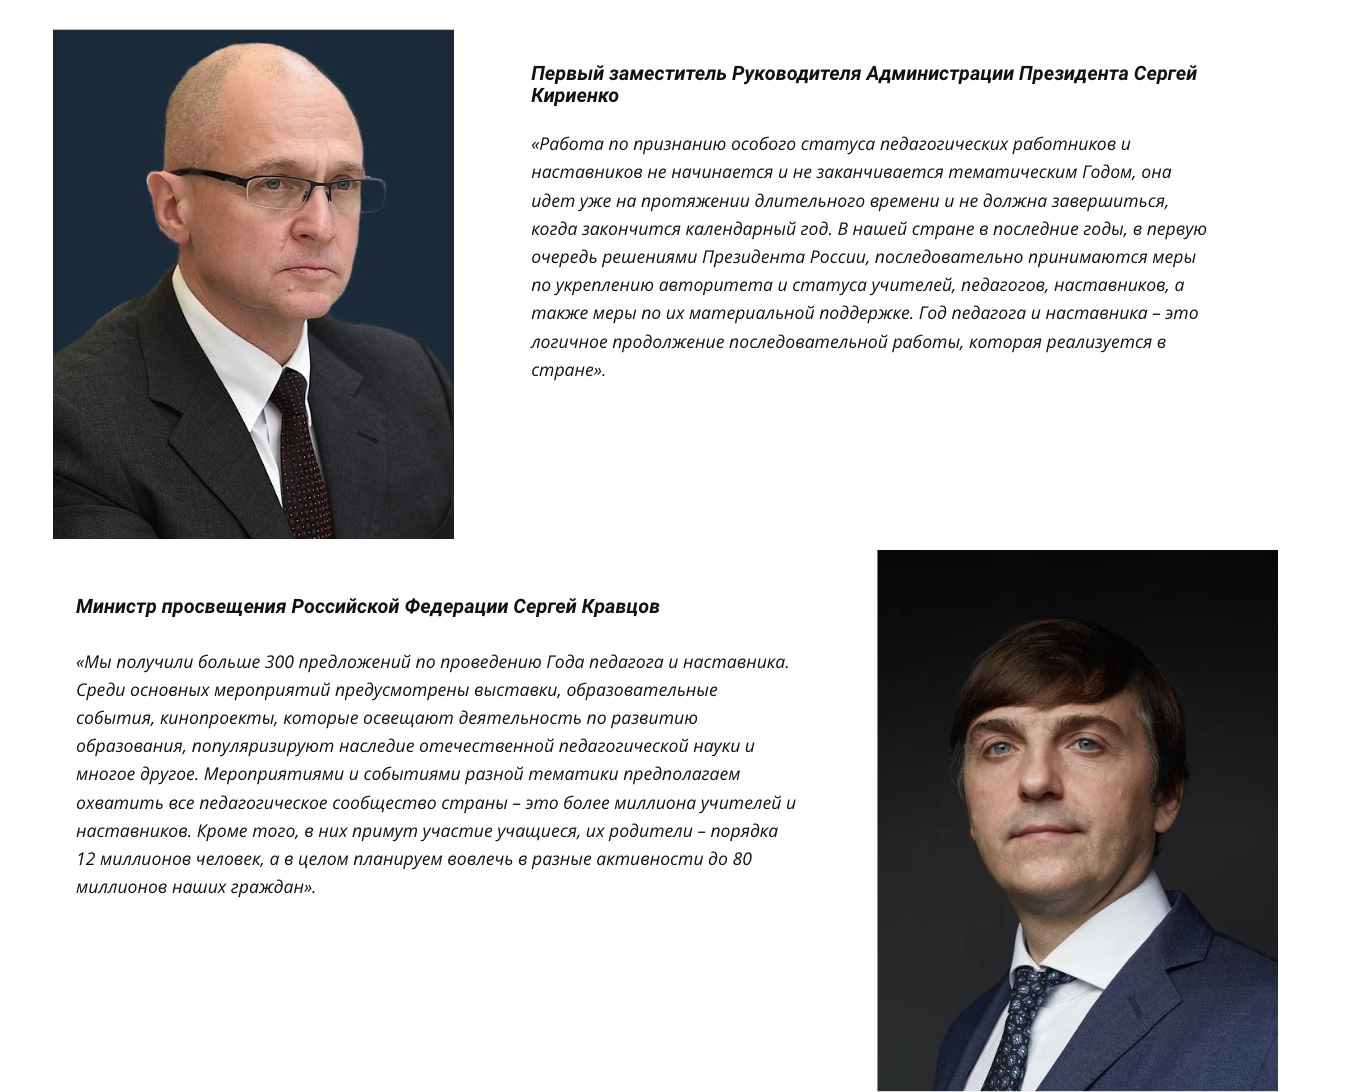 Первый заместитель Руководителя Администрации Президента Сергей
Кириенко
«Работа по признанию особого статуса педагогических работников и
наставников не начинается и не заканчивается тематическим Годом, она
идет уже на протяжении длительного времени и не должна завершиться,
когда закончится календарный год. В нашей стране в последние годы, в первую
очередь решениями Президента России, последовательно принимаются меры
по укреплению авторитета и статуса учителей, педагогов, наставников, а
также меры по их материальной поддержке. Год педагога и наставника – это
логичное продолжение последовательной работы, которая реализуется в
стране».
Министр просвещения Российской Федерации Сергей Кравцов
«Мы получили больше 300 предложений по проведению Года педагога и наставника.
Среди основных мероприятий предусмотрены выставки, образовательные
события, кинопроекты, которые освещают деятельность по развитию
образования, популяризируют наследие отечественной педагогической науки и
многое другое. Мероприятиями и событиями разной тематики предполагаем
охватить все педагогическое сообщество страны – это более миллиона учителей и
наставников. Кроме того, в них примут участие учащиеся, их родители – порядка
12 миллионов человек, а в целом планируем вовлечь в разные активности до 80
миллионов наших граждан».